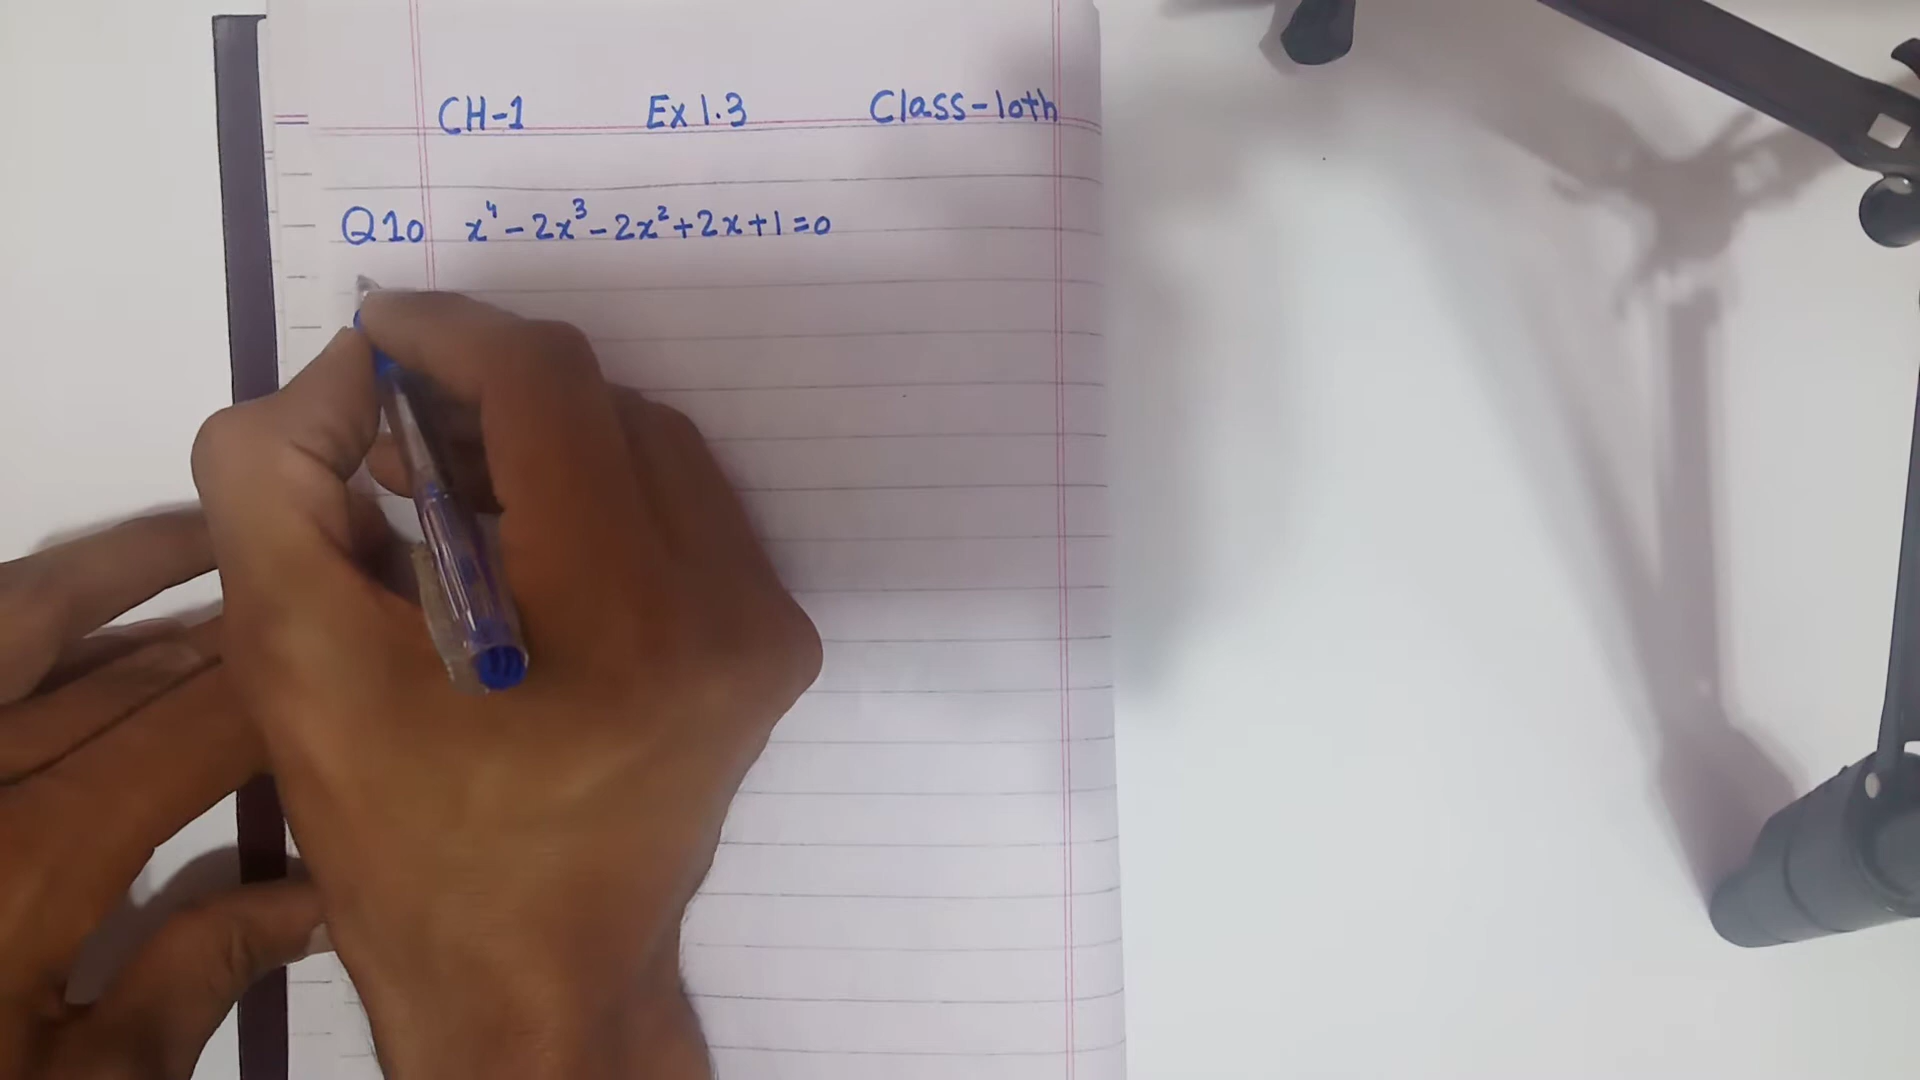 CH-1 Ex 1.3 Class-10th
Q10 x⁴-2x³-2x²+2x+1=0